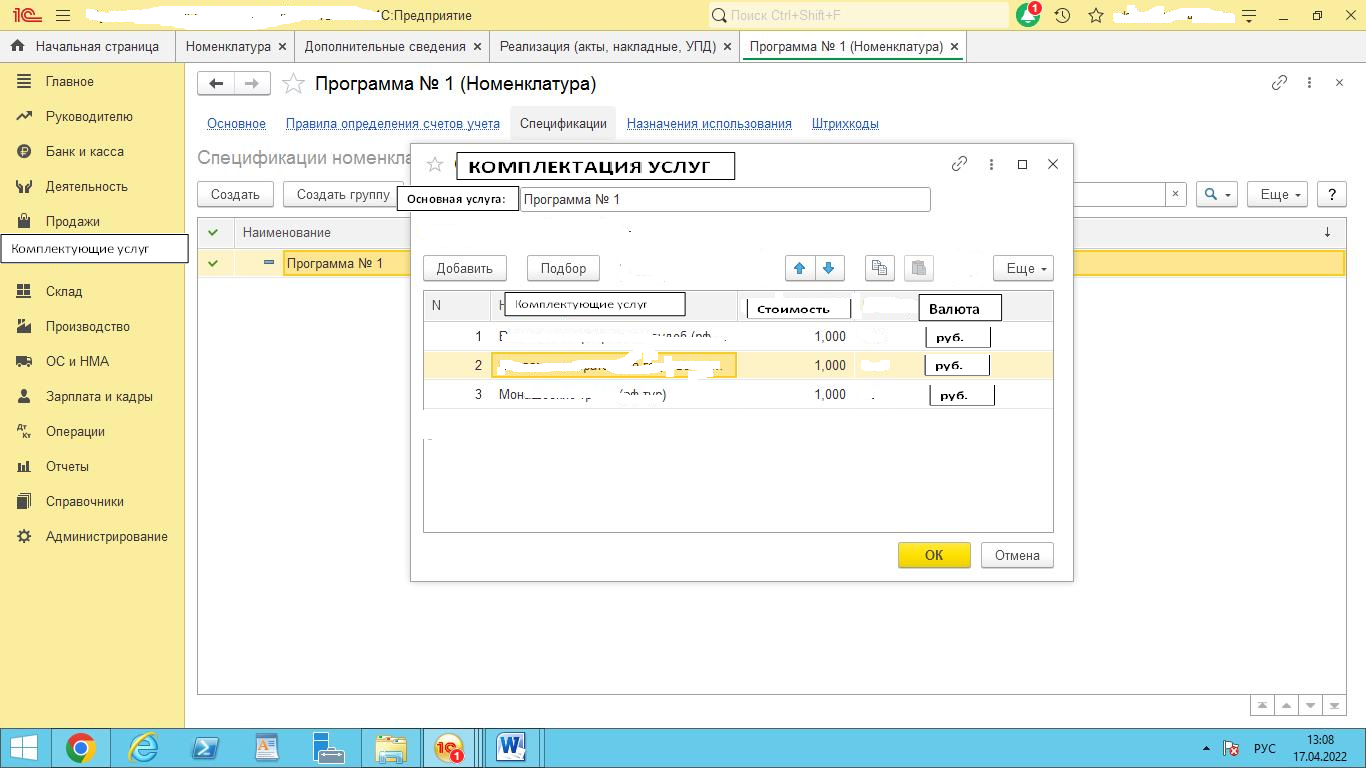 1С:Предприятие
Поиск Ctrl+Shift+F
1
Начальная страница
Номенклатура ×
Дополнительные сведения ×
Реализация (акты, накладные, УПД) ×
Программа № 1 (Номенклатура) ×
Главное
Руководителю
Банк и касса
Деятельность
Продажи
Комплектующие услуг
Склад
Производство
ОС и НМА
Зарплата и кадры
Дт Кт Операции
Отчеты
Справочники
Администрирование
Программа № 1 (Номенклатура)
Основное Правила определения счетов учета Спецификации Назначения использования Штрихкоды
Спецификации
Создать Создать группу
Еще ?
Наименование
Программа № 1
КОМПЛЕКТАЦИЯ УСЛУГ
Основная услуга: Программа № 1
Добавить Подбор Еще
N Комплектующие услуг Стоимость Валюта
1 1,000 руб.
2 1,000 руб.
3 1,000 руб.
ОК Отмена
РУС
13:08
17.04.2022